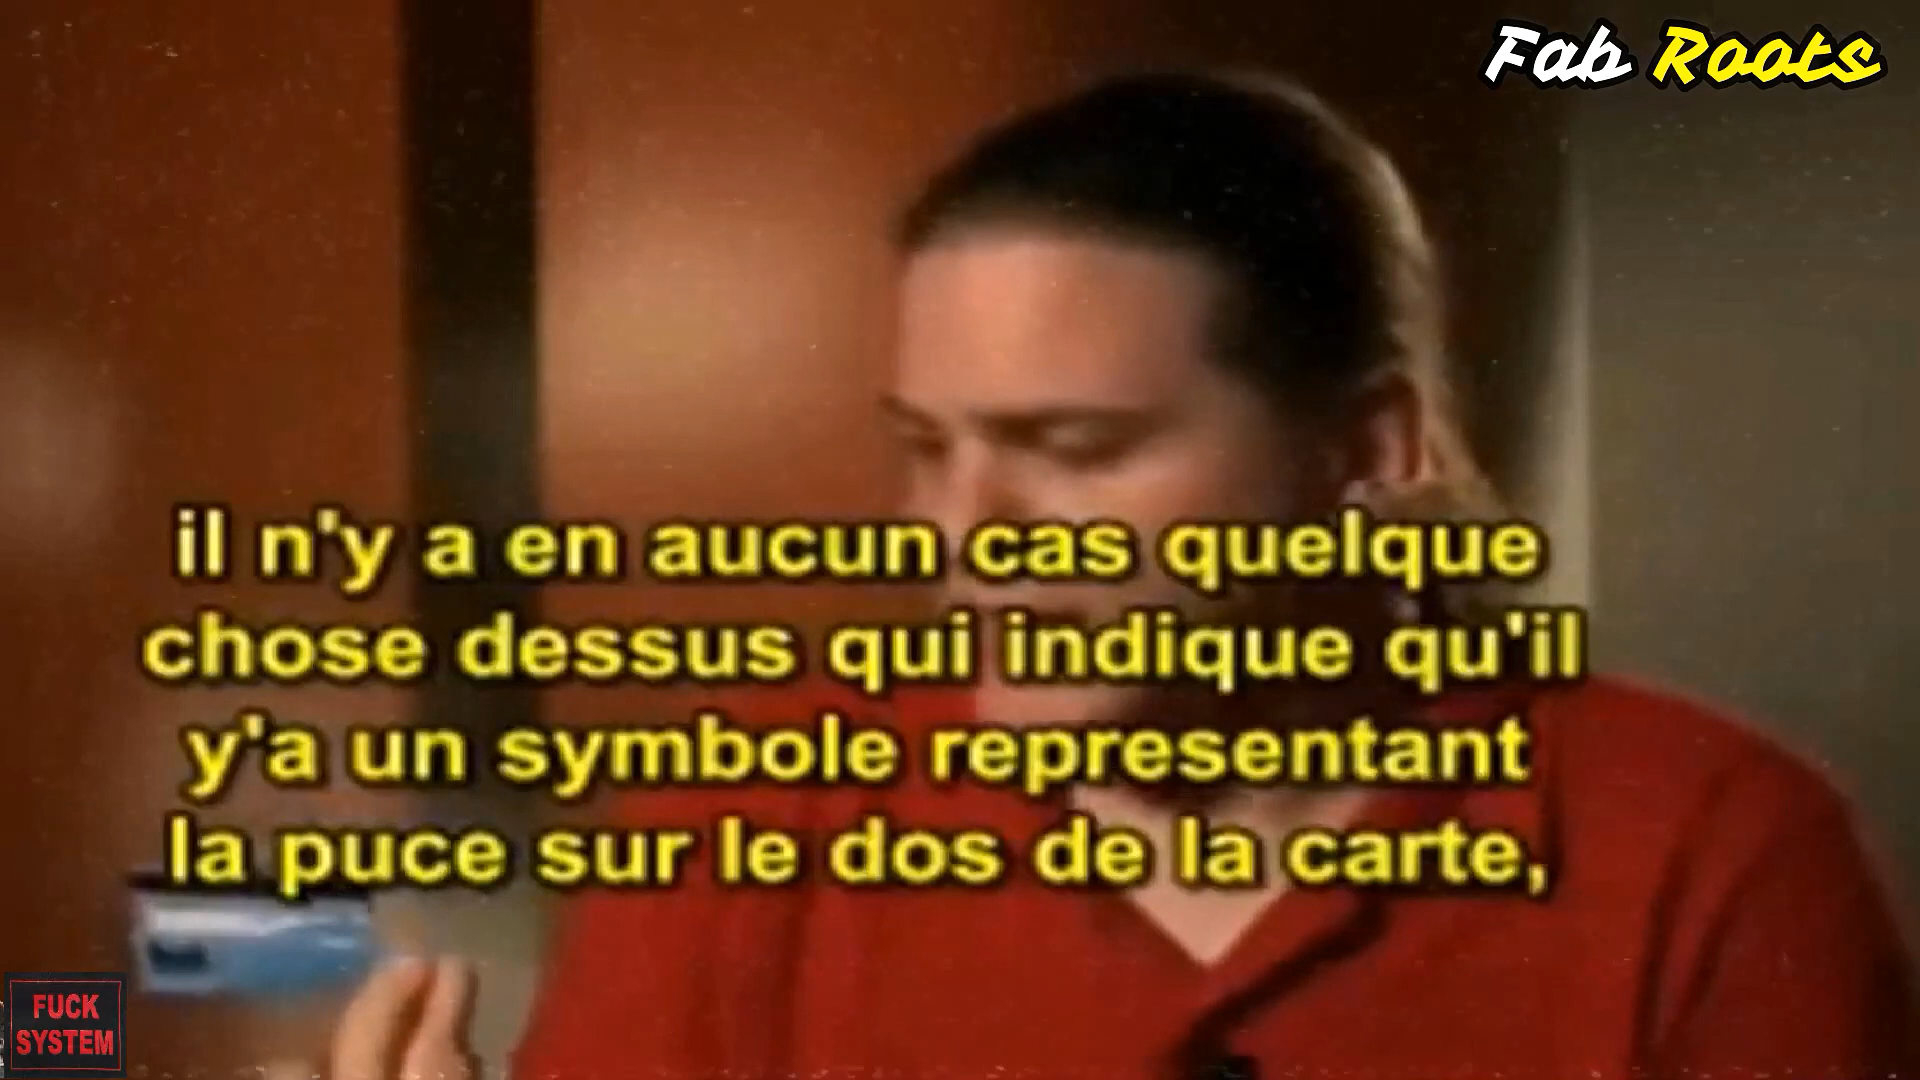 Fab Roots
il n'y a en aucun cas quelque
chose dessus qui indique qu'il
y'a un symbole representant
la puce sur le dos de la carte,
FUCK
SYSTEM